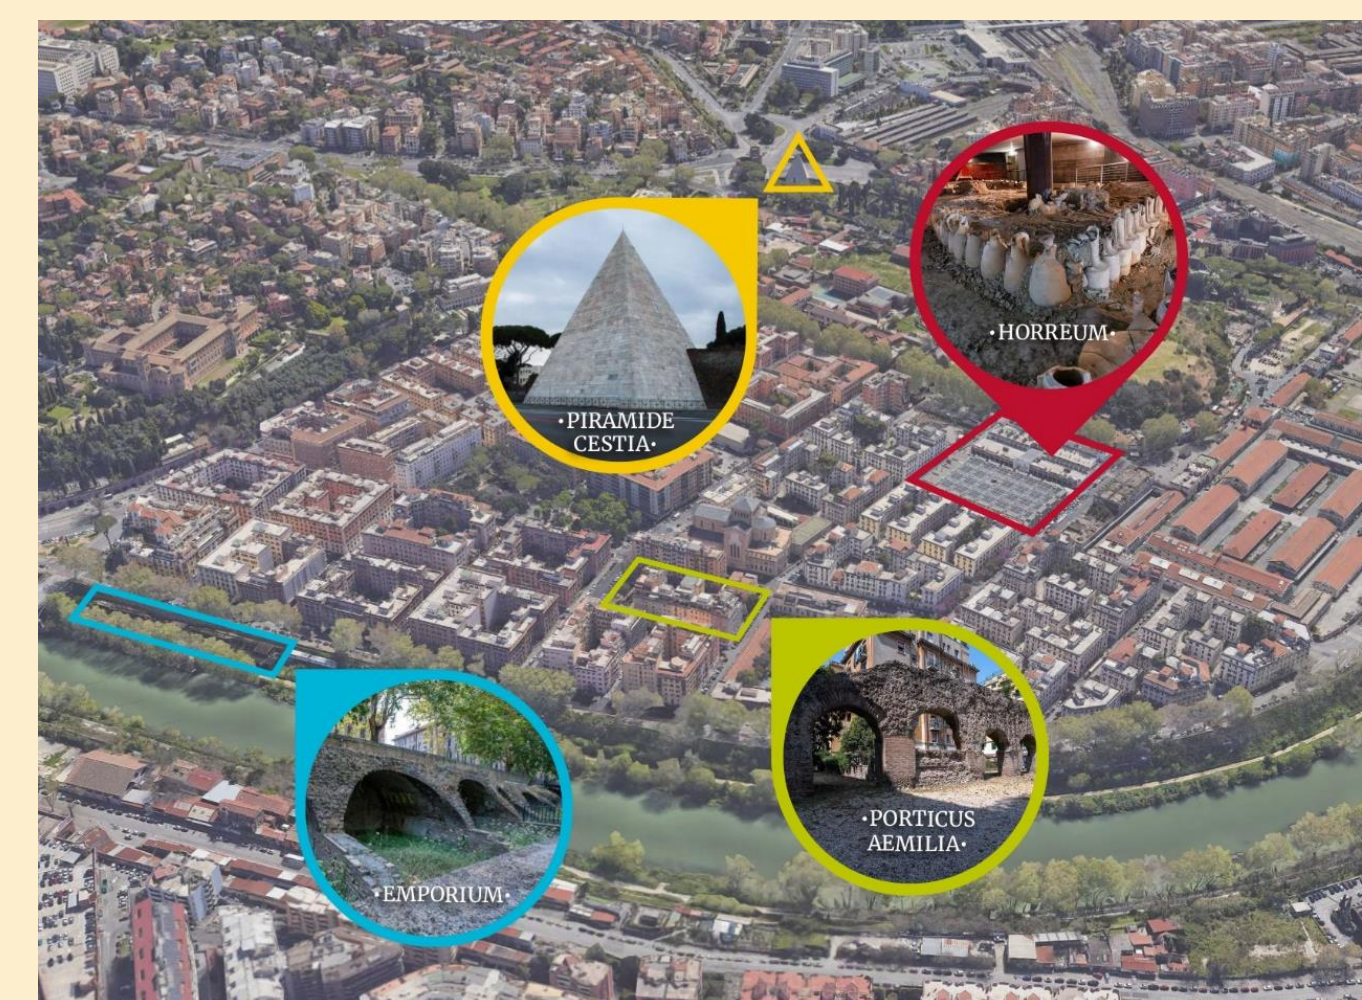 ·HORREUM·
·PIRAMIDE
CESTIA·
·PORTICUS
AEMILIA·
·EMPORIUM·